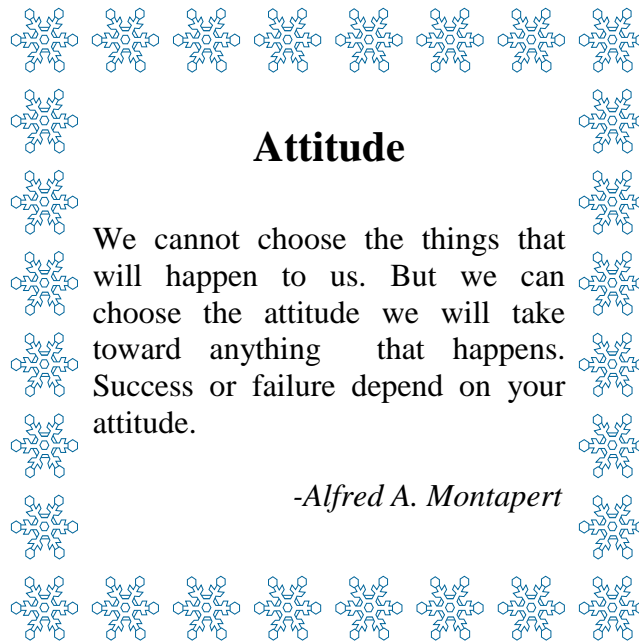 Attitude
We cannot choose the things that
will happen to us. But we can
choose the attitude we will take
toward anything that happens.
Success or failure depend on your
attitude.
-Alfred A. Montapert